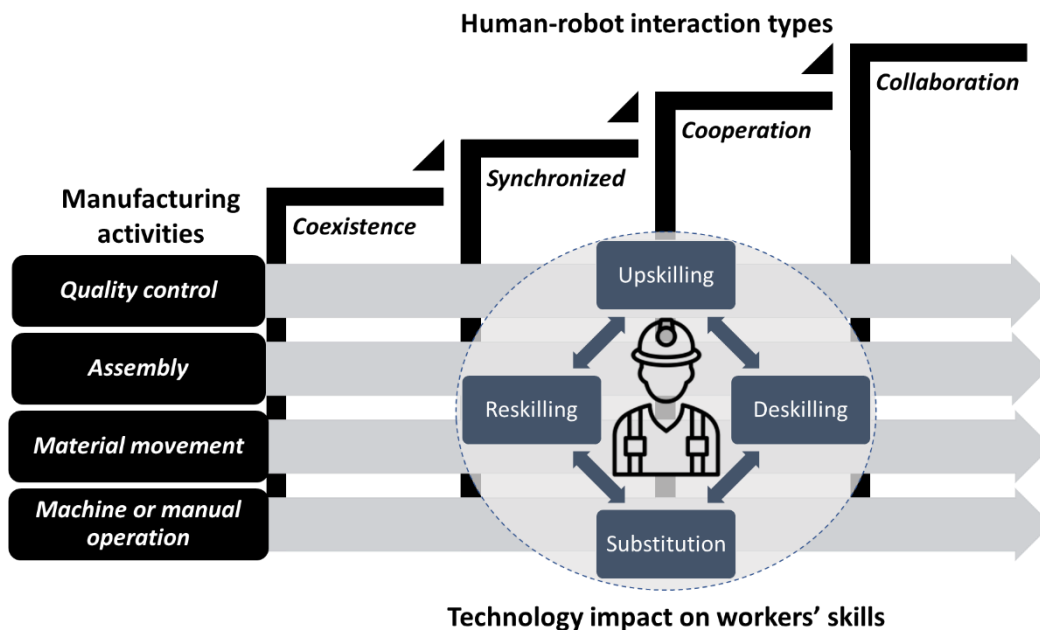 Human-robot interaction types
Collaboration
Cooperation
Synchronized
Coexistence
Manufacturing
activities
Quality control
Assembly
Material movement
Machine or manual
operation
Upskilling
Reskilling
Deskilling
Substitution
Technology impact on workers’ skills